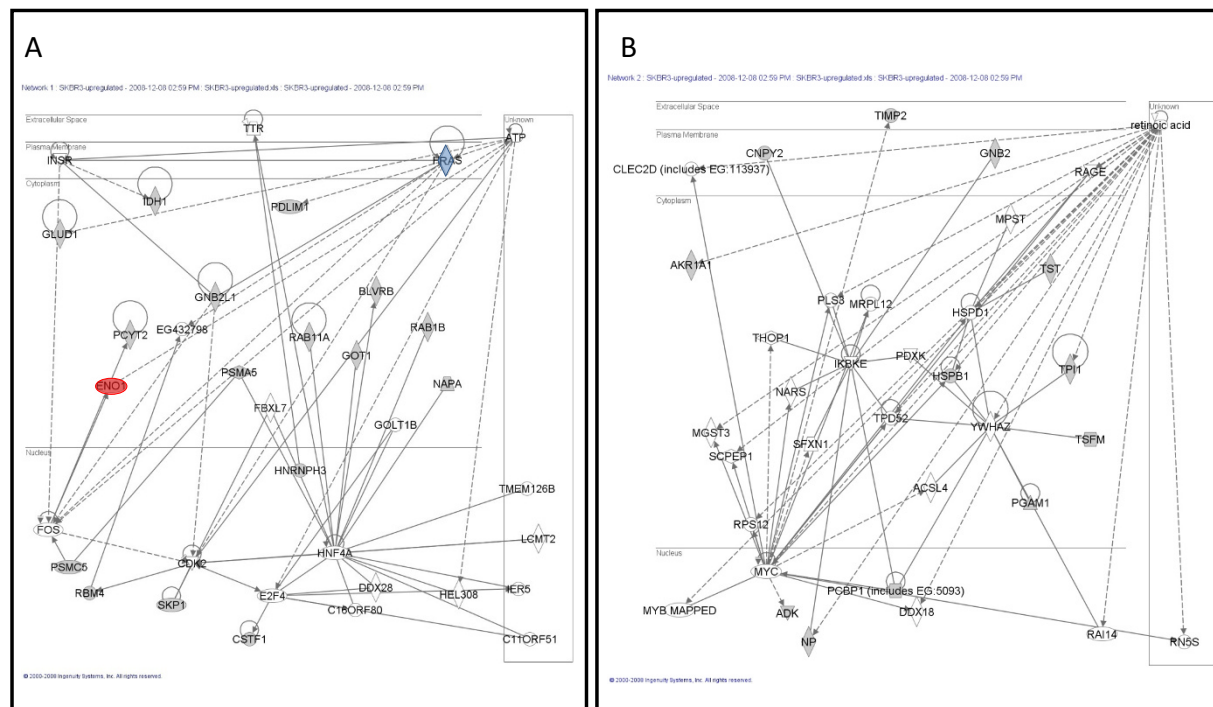 A
Network 1 : SKBR3-upregulated - 2008-12-08 02:59 PM : SKBR3-upregulated.xls : SKBR3-upregulated - 2008-12-08 02:59 PM
Extracellular Space
Unknown
TTR
ATP
Plasma Membrane
INSR
HRAS
Cytoplasm
IDH1
PDLIM1
GLUD1
BLVRB
GNB2L1
EG432798
RAB1B
PCYT2
RAB11A
GOT1
PSMA5
ENO1
NAPA
FBXL7
GOLT1B
Nucleus
HNRNPH3
TMEM126B
FOS
HNF4A
LCMT2
PSMC5
CDK2
RBM4
SKP1
E2F4
DDX28
HEL308
IER5
C16ORF80
CSTF1
C11ORF51
© 2000-2008 Ingenuity Systems, Inc. All rights reserved.
B
Network 2 : SKBR3-upregulated - 2008-12-08 02:59 PM : SKBR3-upregulated.xls : SKBR3-upregulated - 2008-12-08 02:59 PM
Extracellular Space
Unknown
TIMP2
retinoic acid
Plasma Membrane
CNPY2
GNB2
CLEC2D (includes EG:113937)
RAGE
Cytoplasm
MPST
AKR1A1
TST
PLS3
MRPL12
HSPD1
THOP1
IKBKE
PDXK
HSPB1
TPI1
NARS
TPD52
YWHAZ
MGST3
SFXN1
TSFM
SCPEP1
ACSL4
PGAM1
RPS12
Nucleus
MYC
PCBP1 (includes EG:5093)
MYB MAPPED
ADK
DDX18
NP
RAI14
RN5S
© 2000-2008 Ingenuity Systems, Inc. All rights reserved.